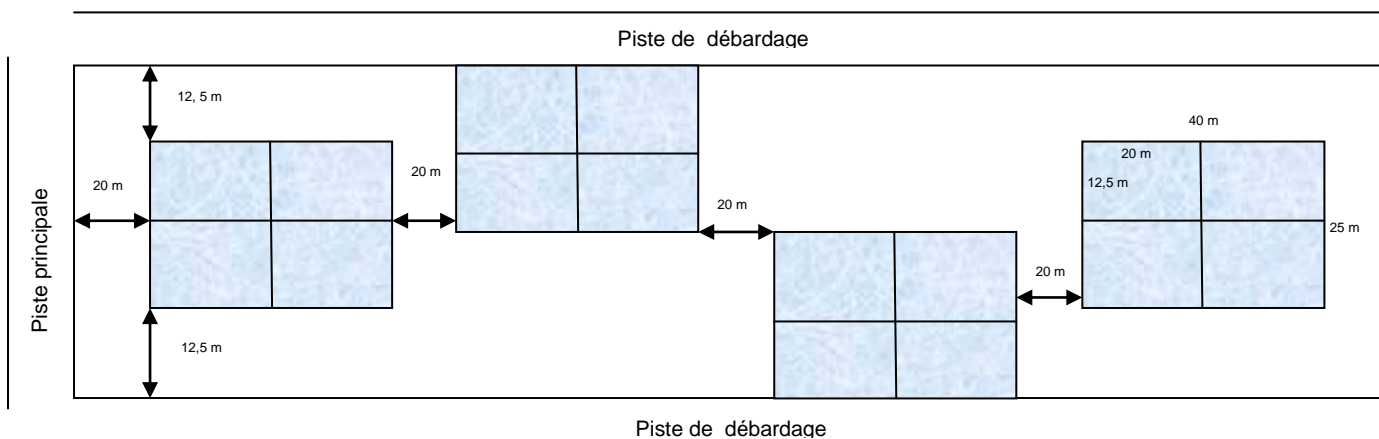 Piste de débardage
12, 5 m
40 m
20 m
12,5 m
20 m
20 m
20 m
25 m
20 m
Piste principale
12,5 m
Piste de débardage